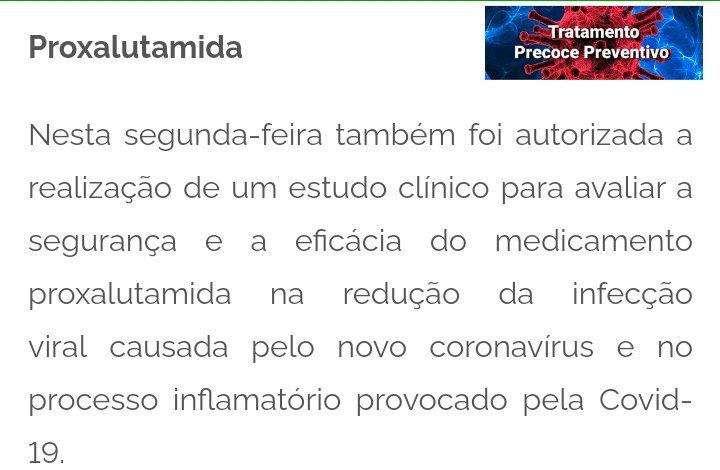 Proxalutamida
Tratamento
Precoce Preventivo
Nesta segunda-feira também foi autorizada a
realização de um estudo clínico para avaliar a
segurança e a eficácia do medicamento
proxalutamida na redução da infecção
viral causada pelo novo coronavírus e no
processo inflamatório provocado pela Covid-
19.